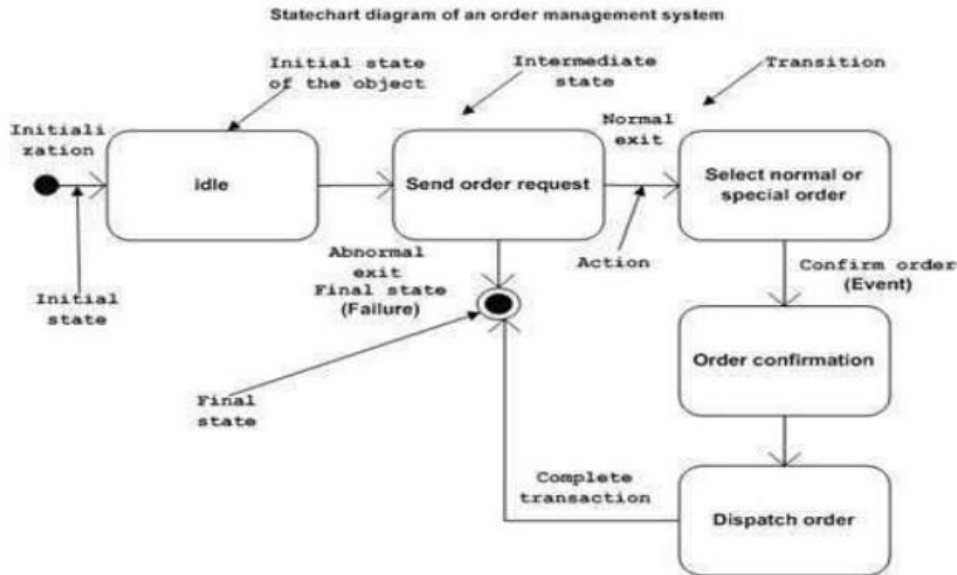 Statechart diagram of an order management system
Initial state
of the object
Intermediate
state
Transition
Initiali
zation
Normal
exit
Idle
Send order request
Select normal or
special order
Initial
state
Abnormal
exit
Final state
(Failure)
Action
Confirm order
(Event)
Order confirmation
Final
state
Complete
transaction
Dispatch order